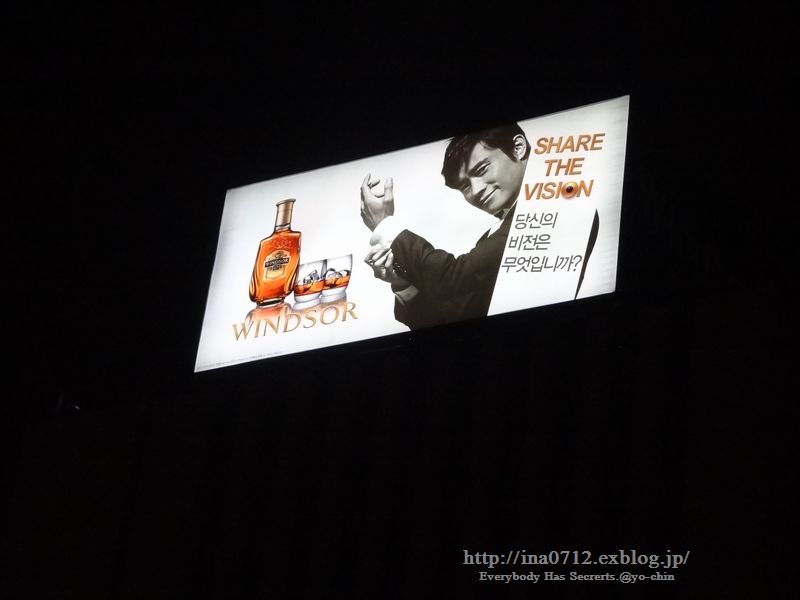 SHARE
THE
VISION
당신의
비전은
무엇입니까?
WINDSOR
WINDSOR
http://ina0712.exblog.jp/
Everybody Has Secrerts.@yo-chin